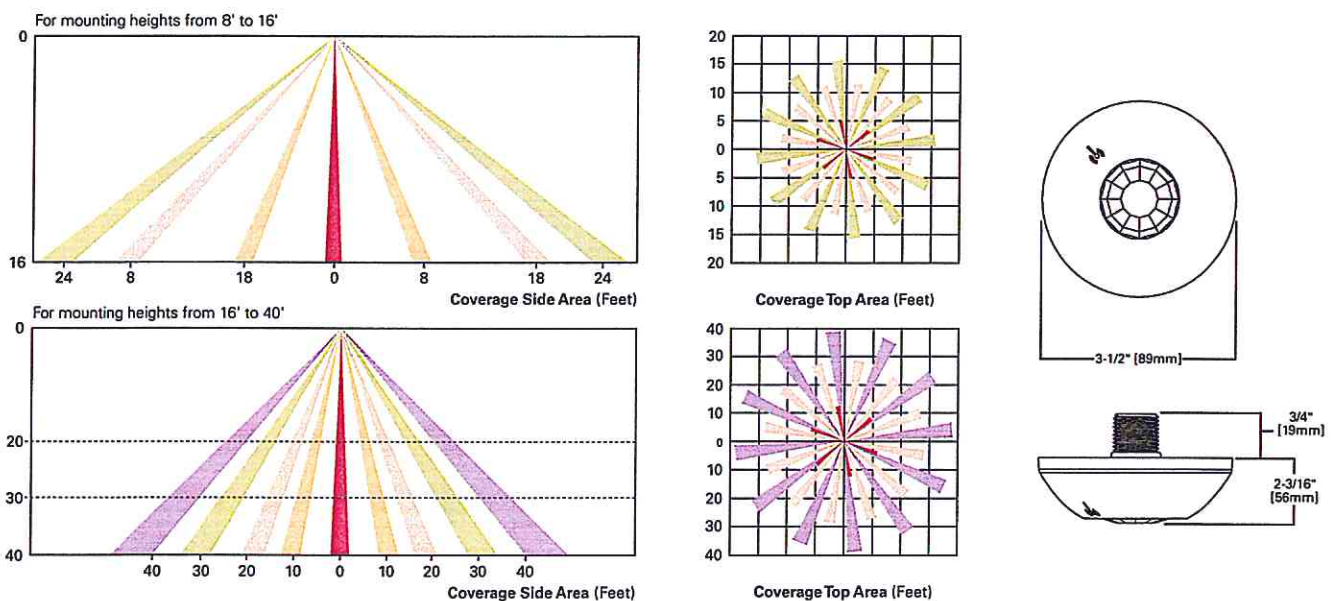 For mounting heights from 8' to 16'
0
16
24 8 18 0 8 18 24
Coverage Side Area (Feet)
20
15
10
5
0
5
10
15
20
Coverage Top Area (Feet)
For mounting heights from 16' to 40'
0
20
30
40
40 30 20 10 0 10 20 30 40
Coverage Side Area (Feet)
40
30
20
10
0
10
20
30
40
Coverage Top Area (Feet)
3-1/2" [89mm]
3/4"
[19mm]
2-3/16"
[56mm]